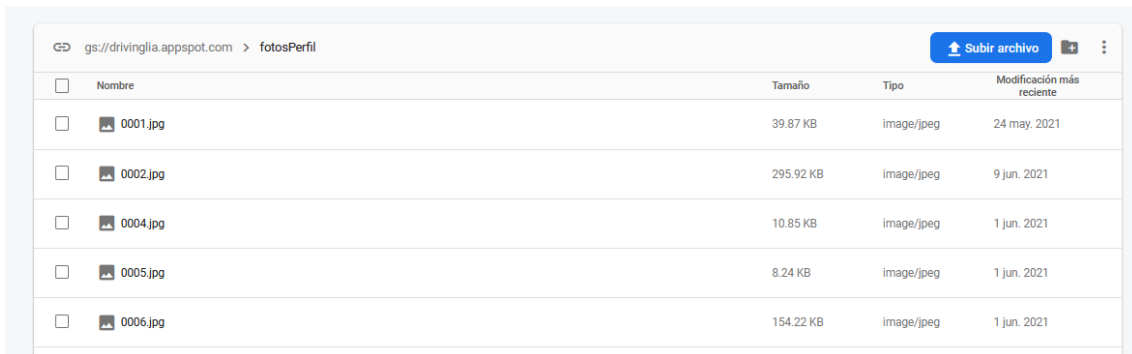 gs://drivinglia.appspot.com > fotosPerfil Subir archivo
Nombre Tamaño Tipo Modificación más reciente
0001.jpg 39.87 KB image/jpeg 24 may. 2021
0002.jpg 295.92 KB image/jpeg 9 jun. 2021
0004.jpg 10.85 KB image/jpeg 1 jun. 2021
0005.jpg 8.24 KB image/jpeg 1 jun. 2021
0006.jpg 154.22 KB image/jpeg 1 jun. 2021